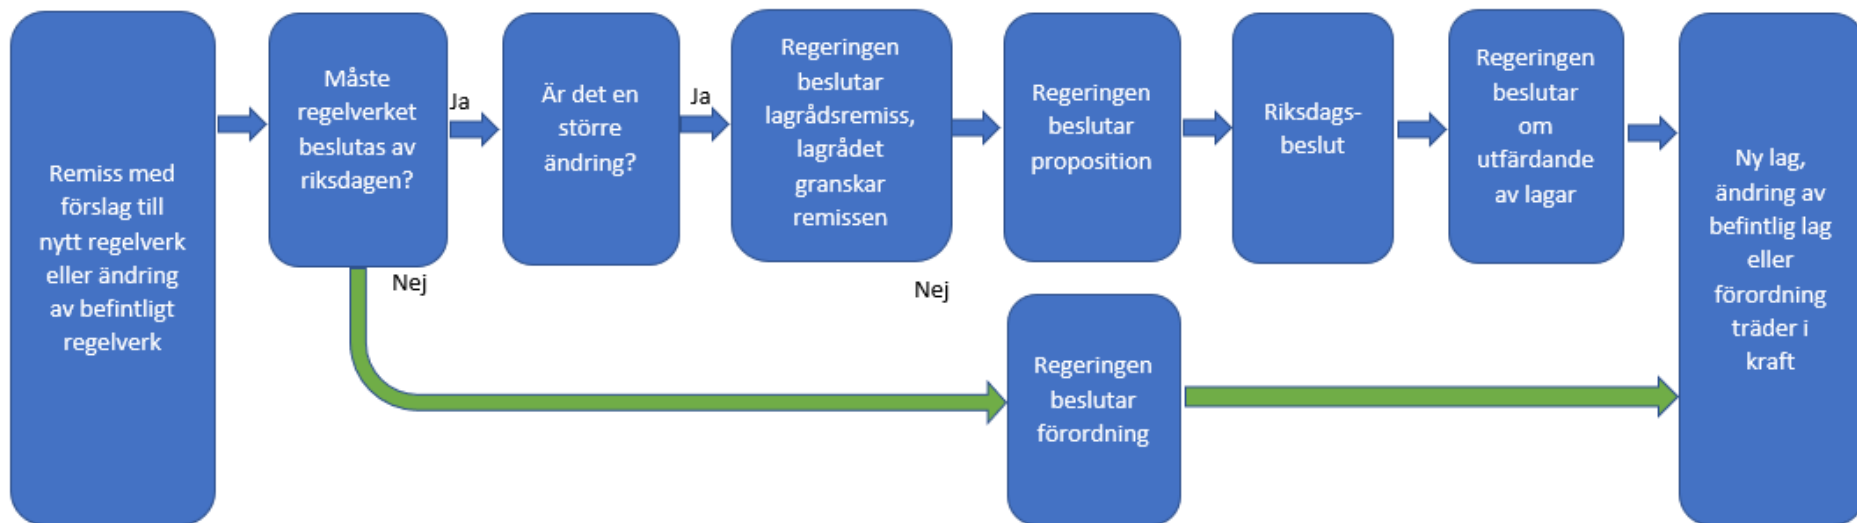 Remiss med
förslag till
nytt regelverk
eller ändring
av befintligt
regelverk
Måste
regelverket
beslutas av
riksdagen?
Ja
Nej
Är det en
större
ändring?
Ja
Regeringen
beslutar
lagrådsremiss,
lagrådet
granskar
remissen
Nej
Regeringen
beslutar
proposition
Riksdags-
beslut
Regeringen
beslutar
om
utfärdande
av lagar
Regeringen
beslutar
förordning
Ny lag,
ändring av
befintlig lag
eller
förordning
träder i
kraft